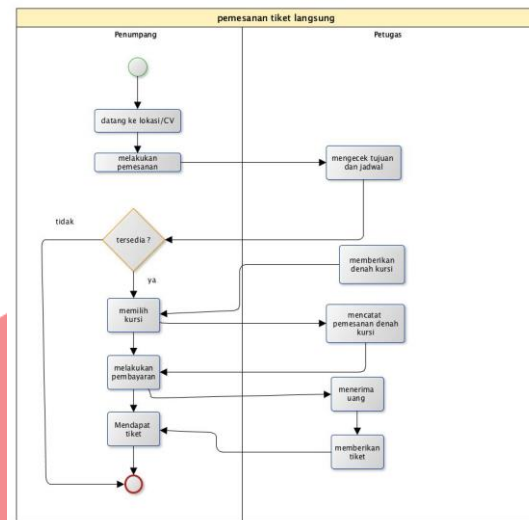 pemesanan tiket langsung
Penumpang
Petugas
datang ke lokasi/CV
melakukan
pemesanan
mengecek tujuan
dan jadwal
tidak
tersedia ?
memberikan
denah kursi
ya
memilih
kursi
mencatat
pemesanan denah
kursi
melakukan
pembayaran
menerima
uang
Mendapat
tiket
memberikan
tiket